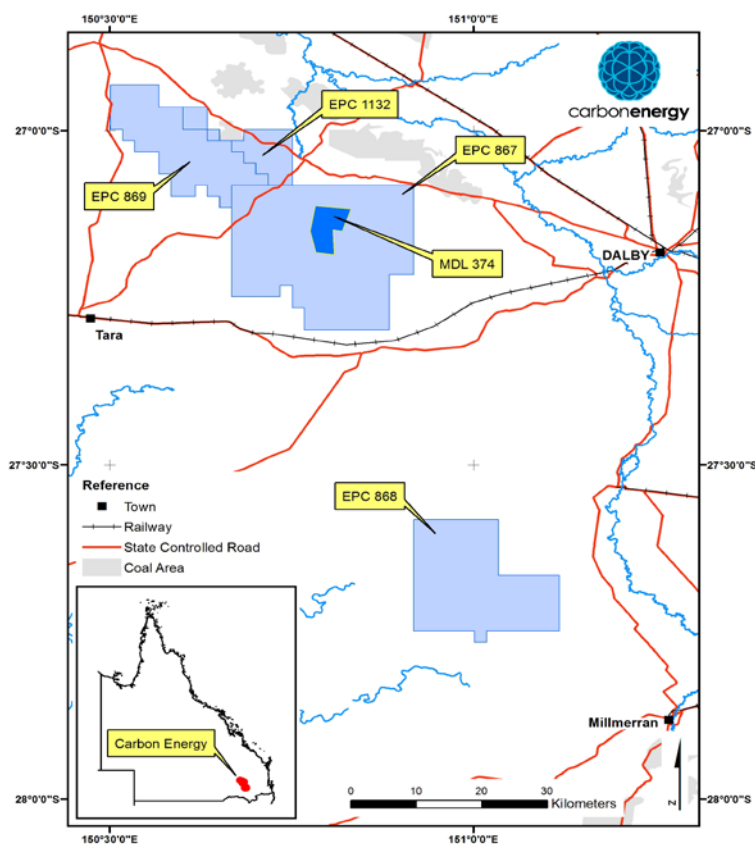 150°30'0"E
151°0'0"E
carbonenergy
EPC 1132
27°0'0"S
27°0'0"S
EPC 867
EPC 869
MDL 374
DALBY
Tara
27°30'0"S
27°30'0"S
EPC 868
Reference
Town
Railway
State Controlled Road
Coal Area
Carbon Energy
Millmerran
0 5 10 20 30
Kilometers
Z
28°0'0"S
28°0'0"S
150°30'0"E
151°0'0"E